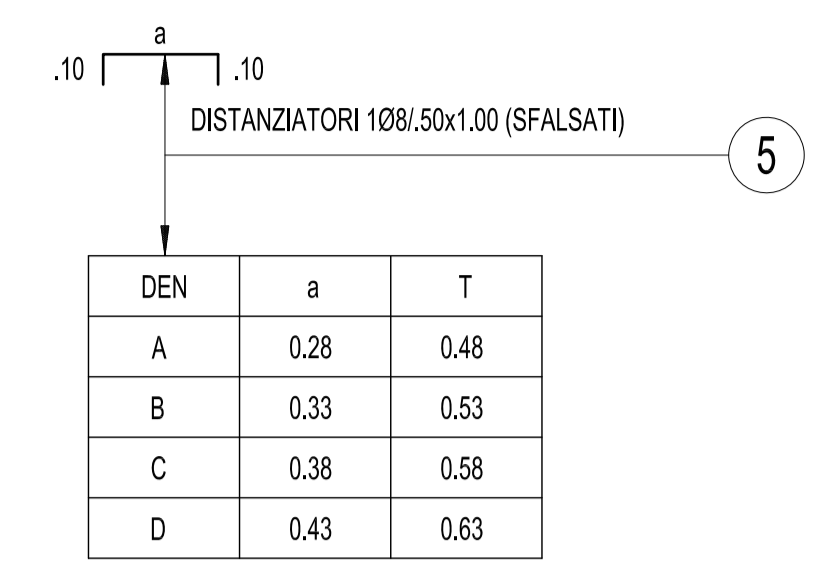 a
.10 .10
DISTANZIATORI 1Ø8/.50x1.00 (SFALSATI)
5
DEN a T
A 0.28 0.48
B 0.33 0.53
C 0.38 0.58
D 0.43 0.63